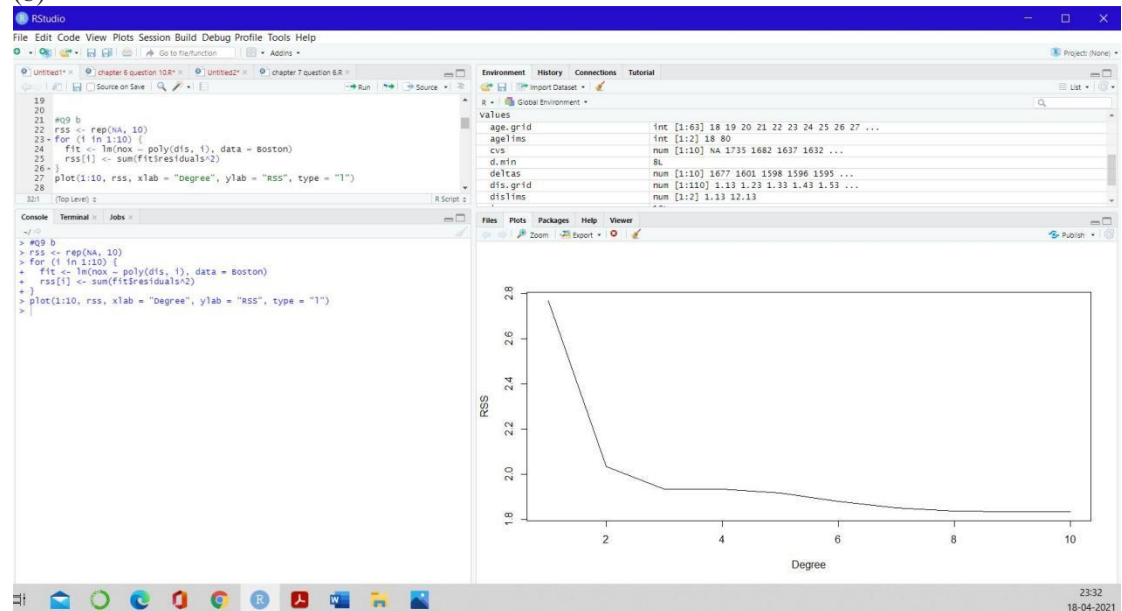 RStudio
File Edit Code View Plots Session Build Debug Profile Tools Help
Go to file/function Addins
Project: (None)
Untitled1* chapter 6 question 10.R* Untitled2* chapter 7 question 6.R
Source on Save Run Source
19
20
21 #Q9 b
22 rss <- rep(NA, 10)
23 for (i in 1:10) {
24 fit <- lm(nox ~ poly(dis, i), data = Boston)
25 rss[i] <- sum(fit$residuals^2)
26 }
27 plot(1:10, rss, xlab = "Degree", ylab = "RSS", type = "l")
28
32:1 (Top Level) R Script
Console Terminal Jobs
~/
> #Q9 b
> rss <- rep(NA, 10)
> for (i in 1:10) {
+ fit <- lm(nox ~ poly(dis, i), data = Boston)
+ rss[i] <- sum(fit$residuals^2)
+ }
> plot(1:10, rss, xlab = "Degree", ylab = "RSS", type = "l")
>
Environment History Connections Tutorial
Import Dataset List
R Global Environment
values
age.grid int [1:63] 18 19 20 21 22 23 24 25 26 27 ...
agelims int [1:2] 18 80
cvs num [1:10] NA 1735 1682 1637 1632 ...
d.min 8L
deltas num [1:10] 1677 1601 1598 1596 1595 ...
dis.grid num [1:110] 1.13 1.23 1.33 1.43 1.53 ...
dislims num [1:2] 1.13 12.13
Files Plots Packages Help Viewer
Zoom Export Publish
2.8
2.6
2.4
2.2
2.0
1.8
RSS
2 4 6 8 10
Degree
23:32
18-04-2021